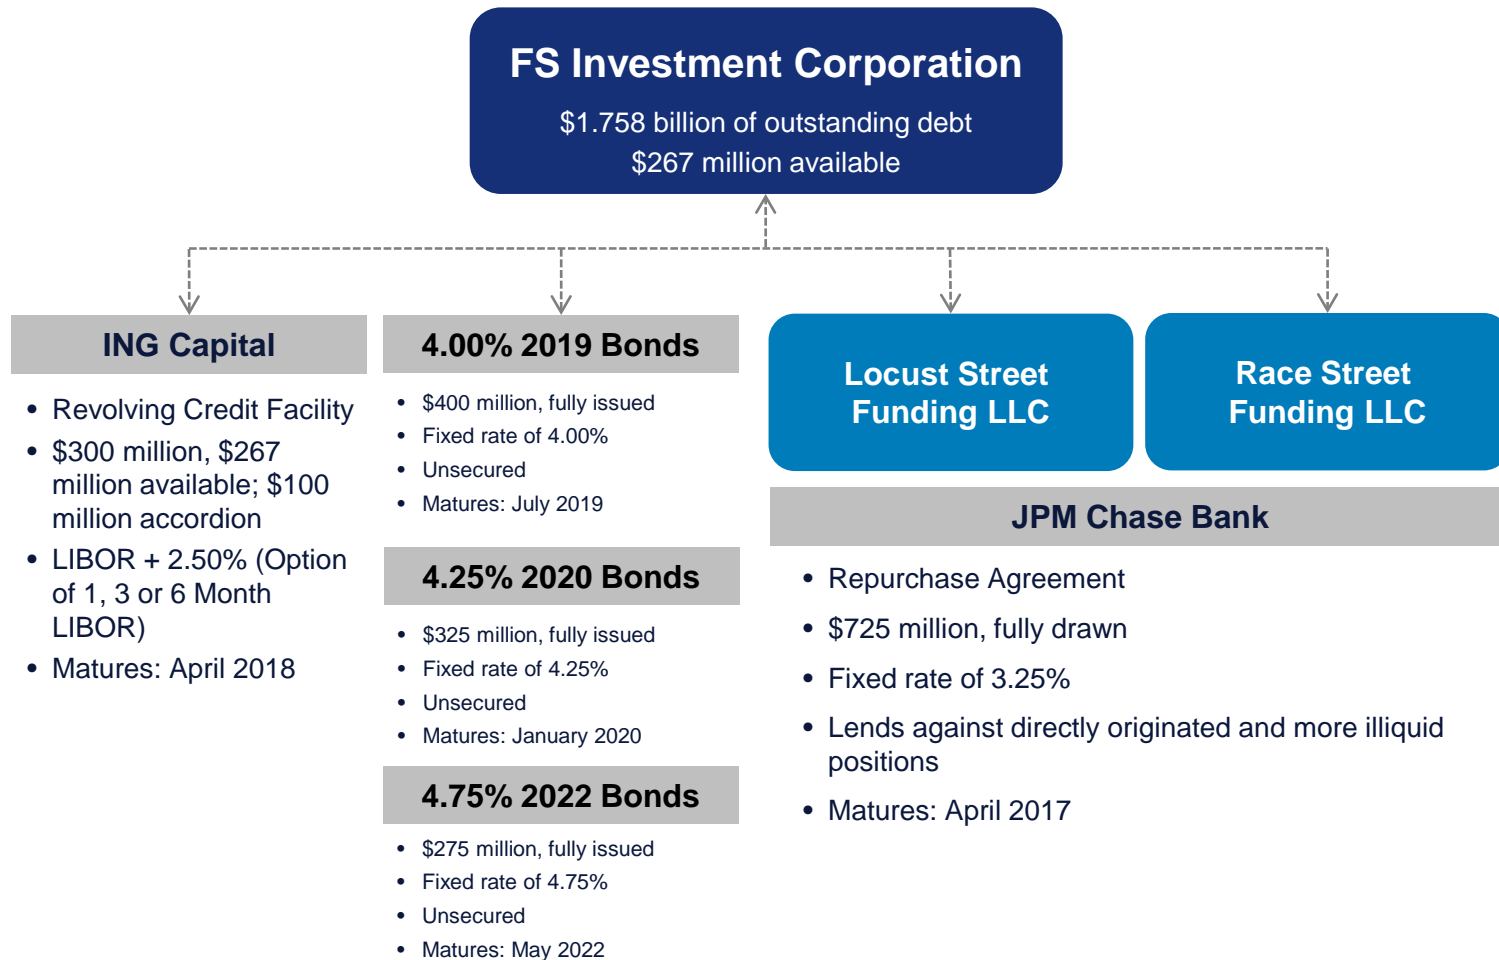 FS Investment Corporation
$1.758 billion of outstanding debt
$267 million available
ING Capital
• Revolving Credit Facility
• $300 million, $267
million available; $100
million accordion
• LIBOR + 2.50% (Option
of 1, 3 or 6 Month
LIBOR)
• Matures: April 2018
4.00% 2019 Bonds
• $400 million, fully issued
• Fixed rate of 4.00%
• Unsecured
• Matures: July 2019
4.25% 2020 Bonds
• $325 million, fully issued
• Fixed rate of 4.25%
• Unsecured
• Matures: January 2020
4.75% 2022 Bonds
• $275 million, fully issued
• Fixed rate of 4.75%
• Unsecured
• Matures: May 2022
Locust Street
Funding LLC
Race Street
Funding LLC
JPM Chase Bank
• Repurchase Agreement
• $725 million, fully drawn
• Fixed rate of 3.25%
• Lends against directly originated and more illiquid
positions
• Matures: April 2017